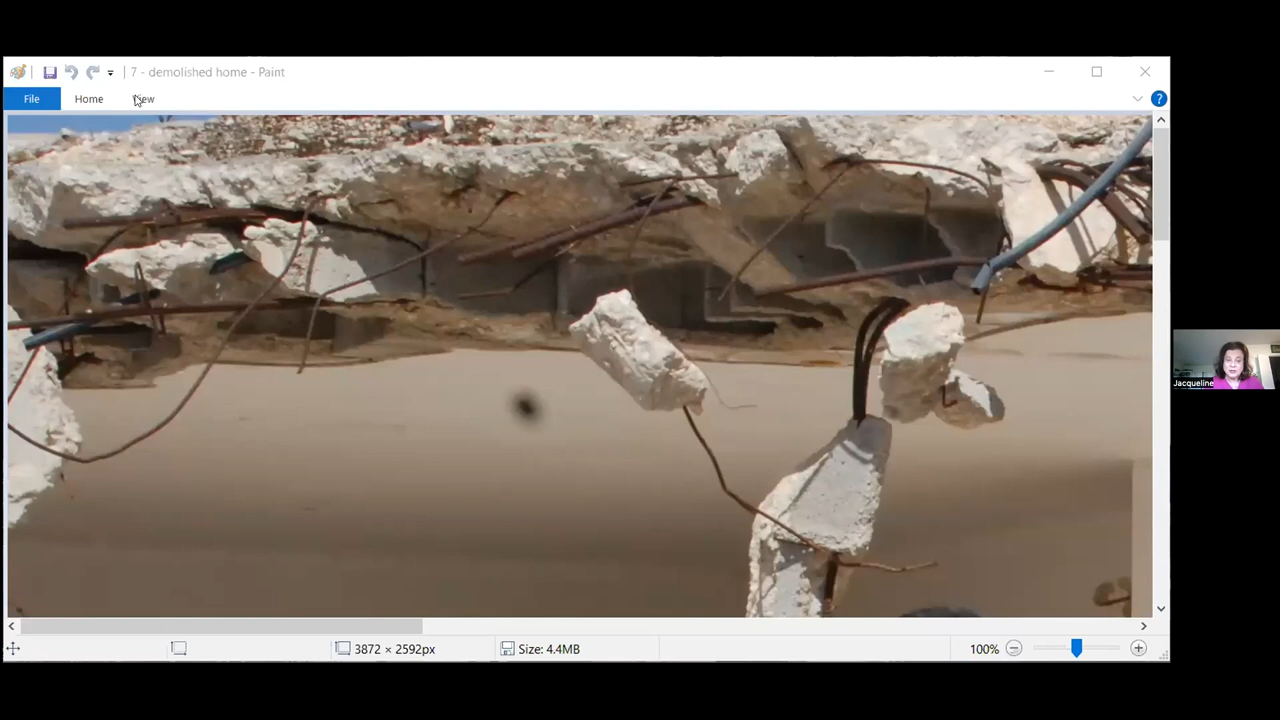 7 - demolished home - Paint
File Home View
3872 × 2592px Size: 4.4MB 100%
Jacqueline